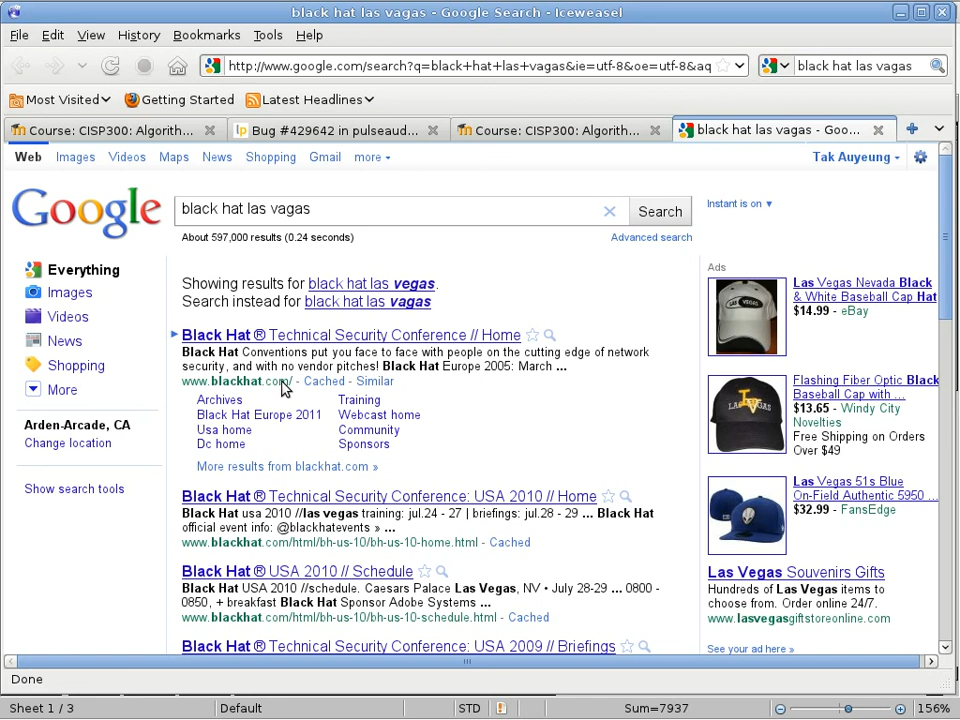 black hat las vagas - Google Search - Iceweasel
File Edit View History Bookmarks Tools Help
http://www.google.com/search?q=black+hat+las+vagas&ie=utf-8&oe=utf-8&aq
black hat las vagas
Most Visited Getting Started Latest Headlines
Course: CISP300: Algorith...
Bug #429642 in pulseaud...
Course: CISP300: Algorith...
black hat las vagas - Goo...
Web Images Videos Maps News Shopping Gmail more
Tak Auyeung
Google
black hat las vagas
Search
Instant is on ▼
About 597,000 results (0.24 seconds)
Advanced search
Everything
Images
Videos
News
Shopping
More
Arden-Arcade, CA
Change location
Show search tools
Showing results for black hat las vegas.
Search instead for black hat las vagas
Black Hat ® Technical Security Conference // Home
Black Hat Conventions put you face to face with people on the cutting edge of network
security, and with no vendor pitches! Black Hat Europe 2005: March ...
www.blackhat.com/ - Cached - Similar
Archives Training
Black Hat Europe 2011 Webcast home
Usa home Community
Dc home Sponsors
More results from blackhat.com »
Black Hat ® Technical Security Conference: USA 2010 // Home
Black Hat usa 2010 //las vegas training: jul.24 - 27 | briefings: jul.28 - 29 ... Black Hat
official event info: @blackhatevents » ...
www.blackhat.com/html/bh-us-10/bh-us-10-home.html - Cached
Black Hat ® USA 2010 // Schedule
Black Hat USA 2010 //schedule. Caesars Palace Las Vegas, NV • July 28-29 ... 0800 -
0850, + breakfast Black Hat Sponsor Adobe Systems ...
www.blackhat.com/html/bh-us-10/bh-us-10-schedule.html - Cached
Black Hat ® Technical Security Conference: USA 2009 // Briefings
Ads
Las Vegas Nevada Black
& White Baseball Cap Hat
$14.99 - eBay
Flashing Fiber Optic Black
Baseball Cap with ...
$13.65 - Windy City
Novelties
Free Shipping on Orders
Over $49
Las Vegas 51s Blue
On-Field Authentic 5950 ...
$32.99 - FansEdge
Las Vegas Souvenirs Gifts
Hundreds of Las Vegas items to
choose from. Order online 24/7.
www.lasvegasgiftstoreonline.com
See your ad here »
Done
Sheet 1 / 3 Default STD Sum=7937 156%